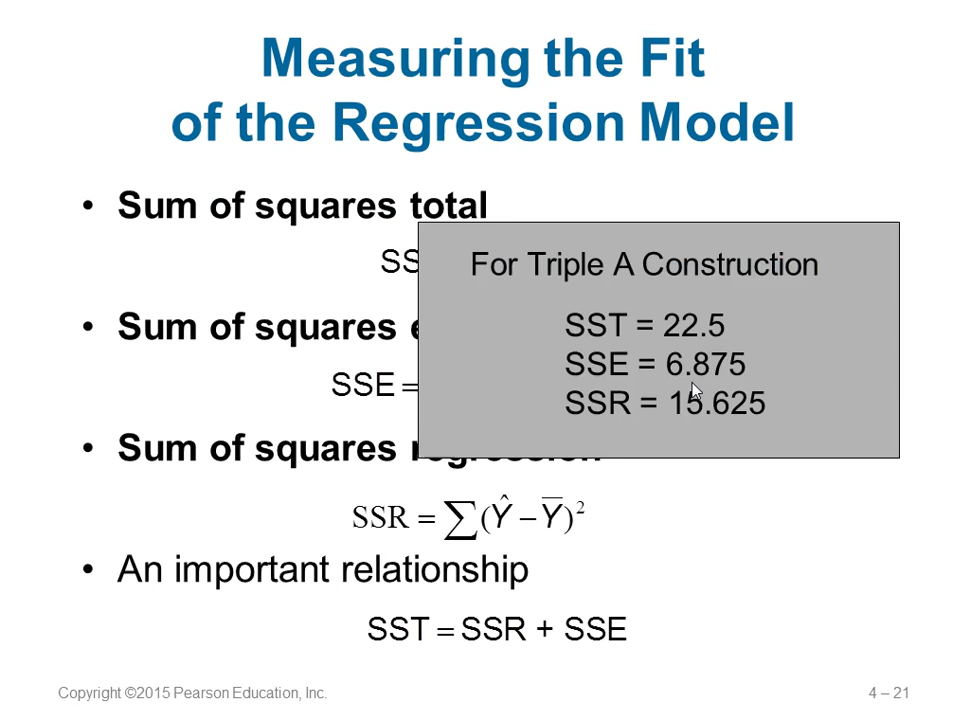 Measuring the Fit
of the Regression Model
• Sum of squares total
For Triple A Construction
SST = 22.5
• Sum of squares
SSE = 6.875
SSE =
SSR = 15.625
• Sum of squares regression
SSR = ∑(Ŷ – Y̅)²
• An important relationship
SST = SSR + SSE
Copyright ©2015 Pearson Education, Inc.
4 – 21